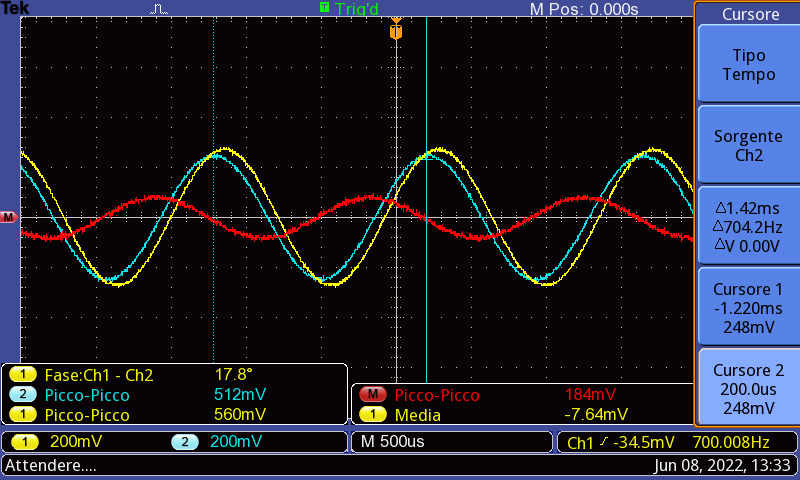 Tek Trig'd M Pos: 0.000s Cursore
T
Tipo
Tempo
Sorgente
Ch2
M
△1.42ms
△704.2Hz
△V 0.00V
Cursore 1
-1.220ms
248mV
Cursore 2
200.0us
248mV
1 Fase:Ch1 - Ch2 17.8°
2 Picco-Picco 512mV
1 Picco-Picco 560mV
M Picco-Picco 184mV
1 Media -7.64mV
1 200mV 2 200mV M 500us Ch1 -34.5mV 700.008Hz
Attendere.... Jun 08, 2022, 13:33